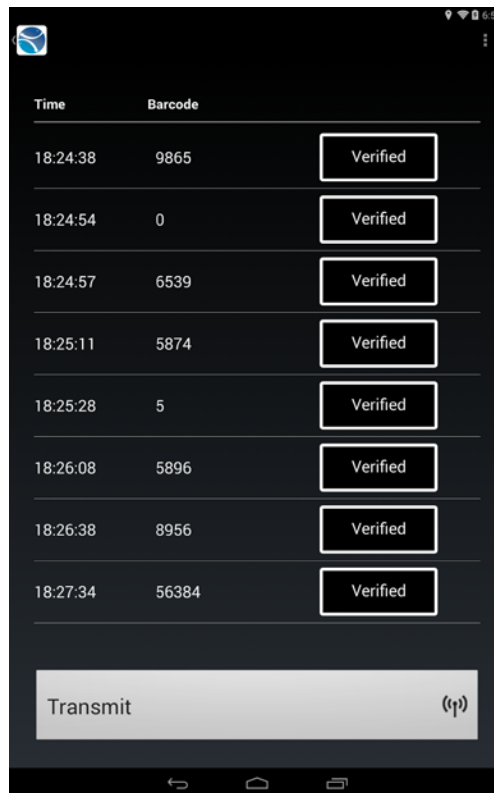 6:5
Time Barcode
18:24:38 9865 Verified
18:24:54 0 Verified
18:24:57 6539 Verified
18:25:11 5874 Verified
18:25:28 5 Verified
18:26:08 5896 Verified
18:26:38 8956 Verified
18:27:34 56384 Verified
Transmit